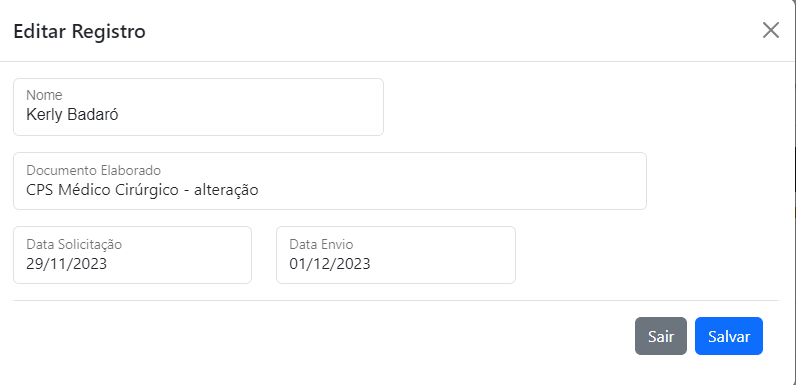 Editar Registro
Nome
Kerly Badaró
Documento Elaborado
CPS Médico Cirúrgico - alteração
Data Solicitação
29/11/2023
Data Envio
01/12/2023
Sair
Salvar